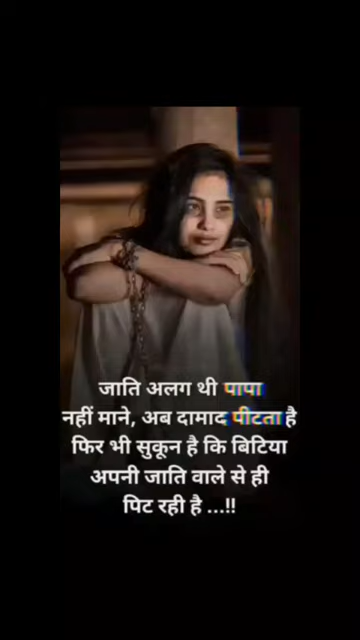 जाति अलग थी पापा
नहीं माने, अब दामाद पीटता है
फिर भी सुकून है कि बिटिया
अपनी जाति वाले से ही
पिट रही है ...!!